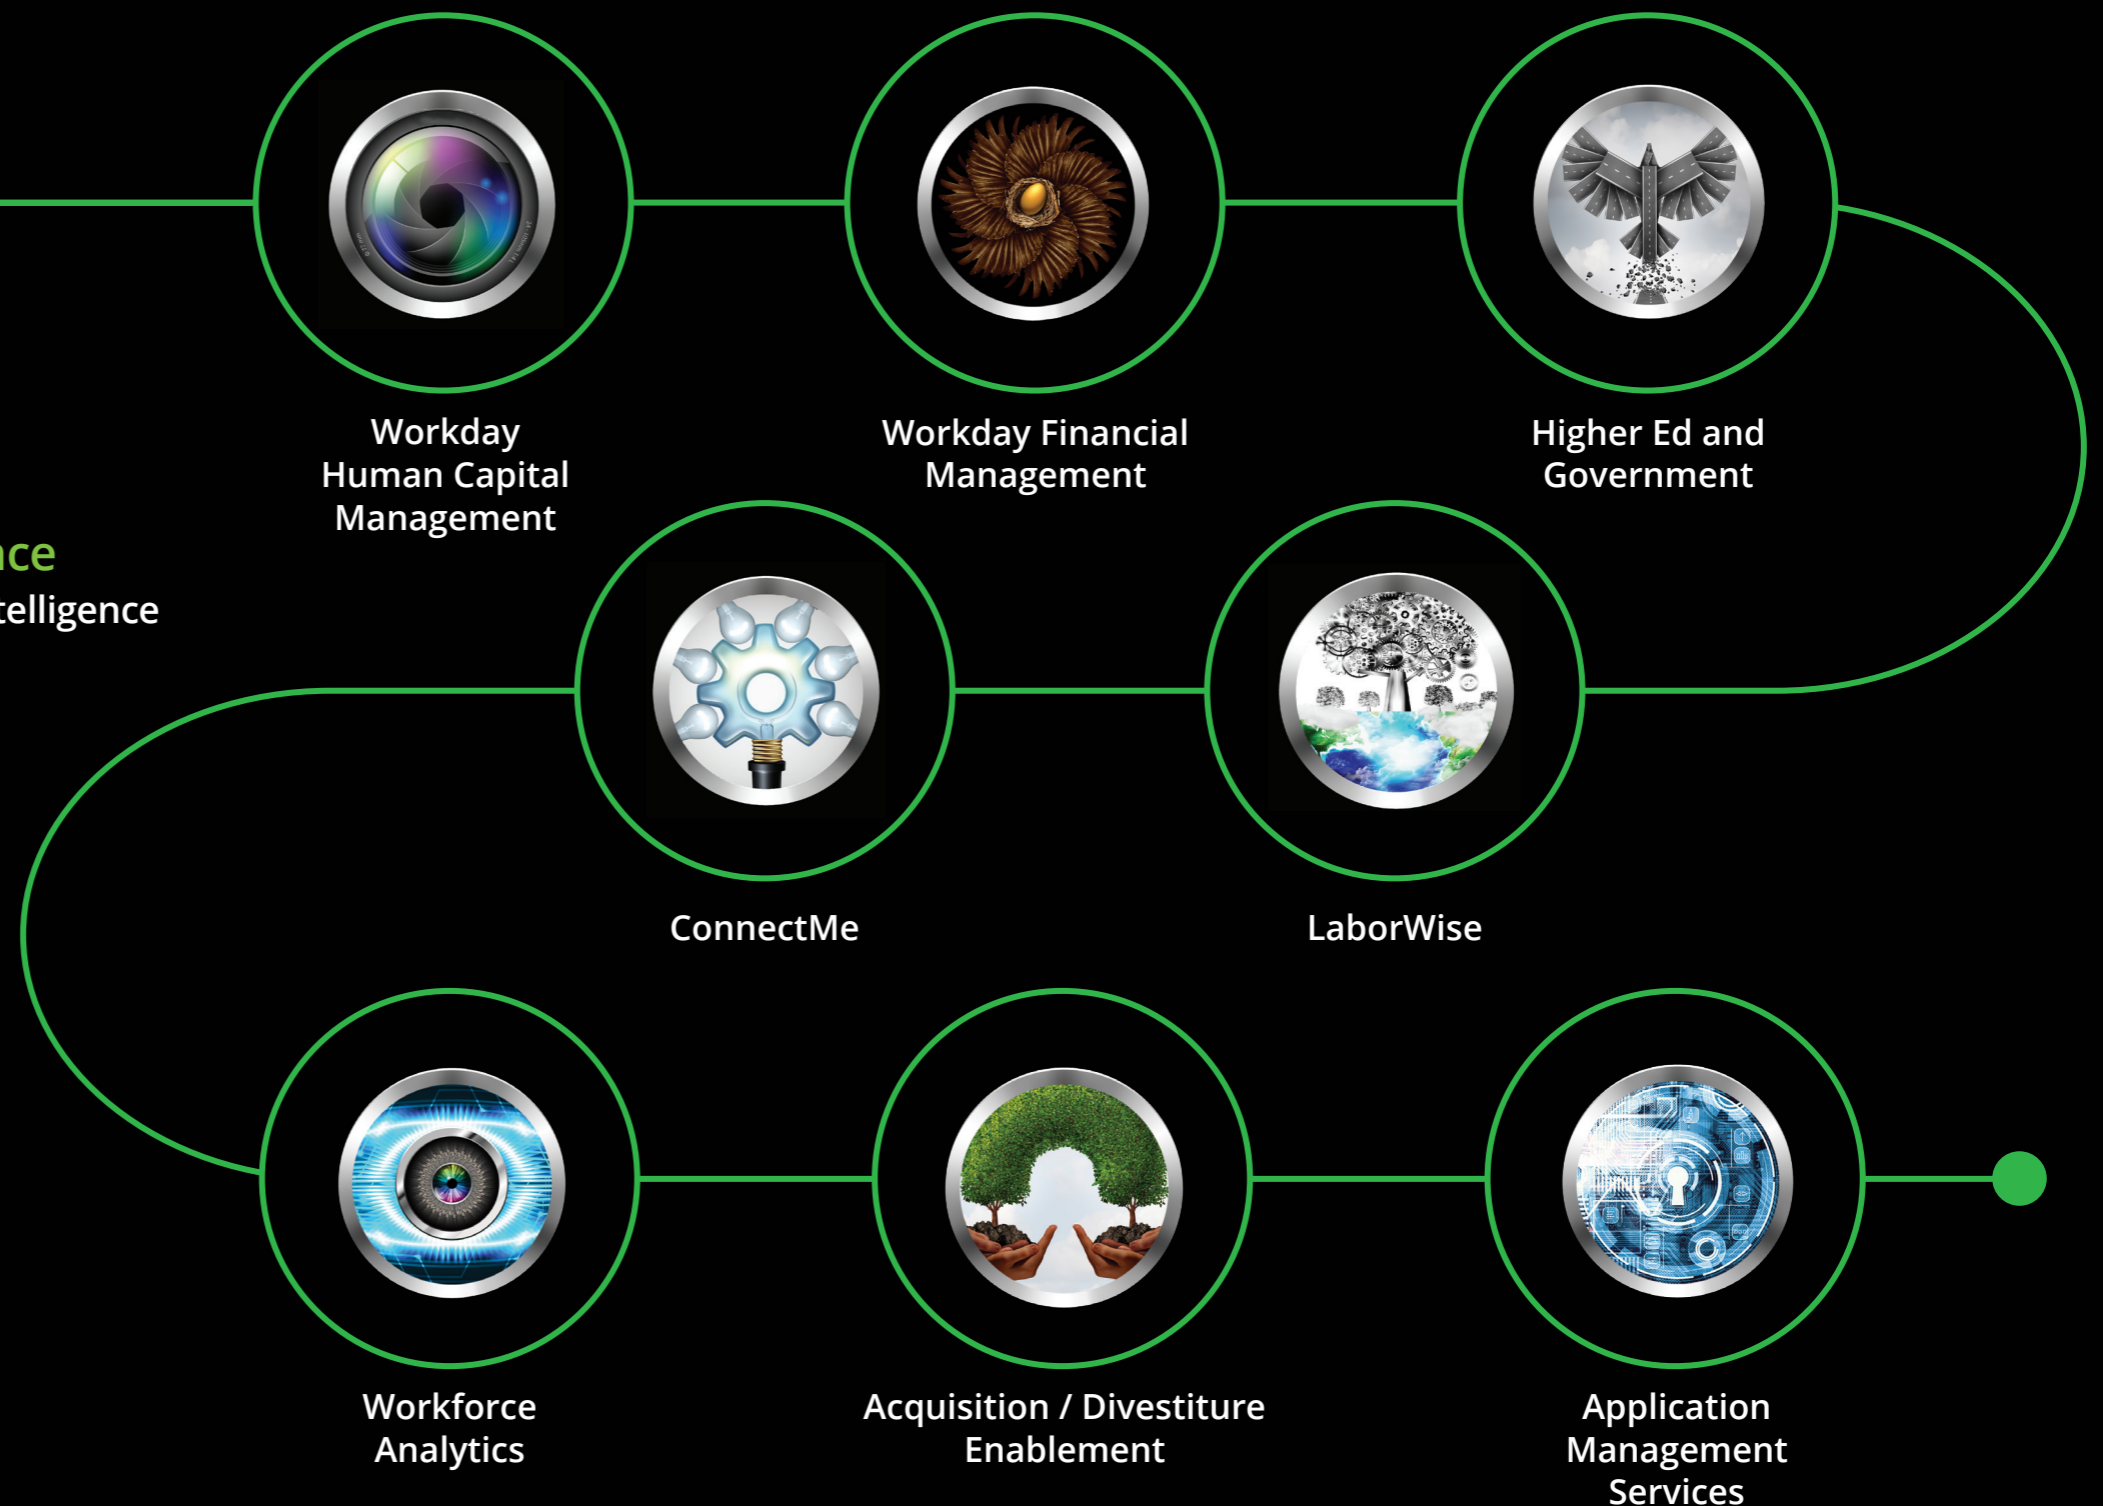 Workday
Human Capital
Management
Workday Financial
Management
Higher Ed and
Government
telligence
ConnectMe
LaborWise
Workforce
Analytics
Acquisition / Divestiture
Enablement
Application
Management
Services